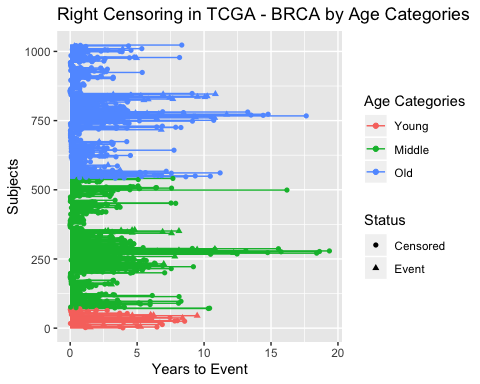 Right Censoring in TCGA - BRCA by Age Categories
1000
750
500
250
0
Subjects
0 5 10 15 20
Years to Event
Age Categories
Young
Middle
Old
Status
Censored
Event